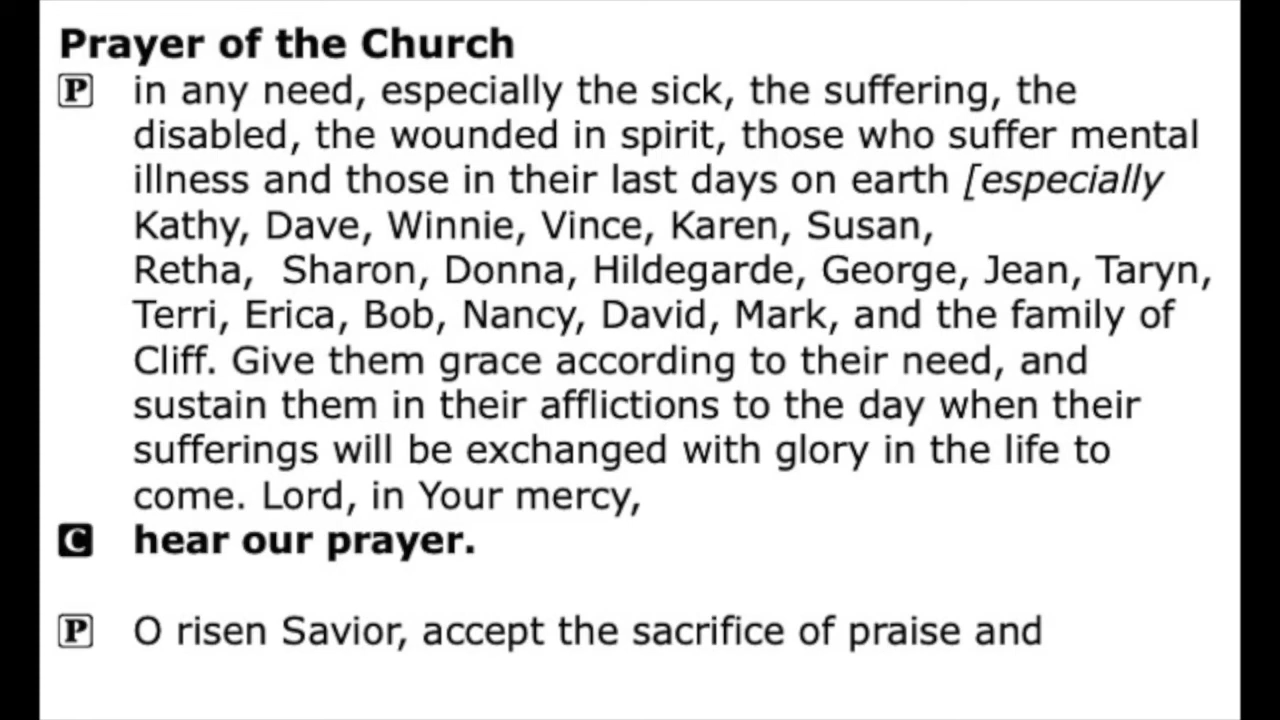 Prayer of the Church
P in any need, especially the sick, the suffering, the
disabled, the wounded in spirit, those who suffer mental
illness and those in their last days on earth [especially
Kathy, Dave, Winnie, Vince, Karen, Susan,
Retha,  Sharon, Donna, Hildegarde, George, Jean, Taryn,
Terri, Erica, Bob, Nancy, David, Mark, and the family of
Cliff. Give them grace according to their need, and
sustain them in their afflictions to the day when their
sufferings will be exchanged with glory in the life to
come. Lord, in Your mercy,
C hear our prayer.
P O risen Savior, accept the sacrifice of praise and